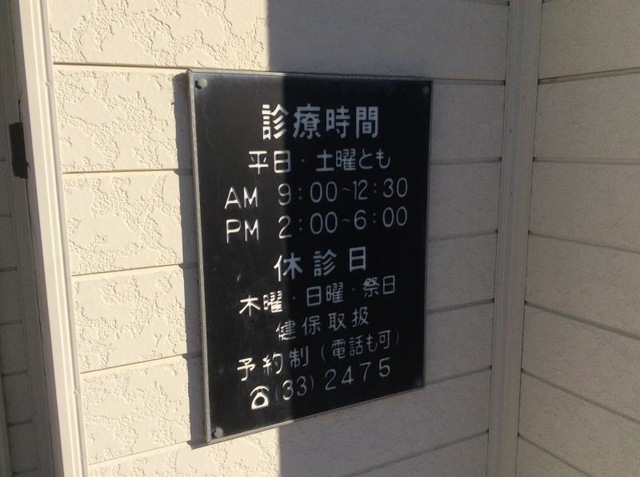 診療時間
平日・土曜とも
AM 9:00~12:30
PM 2:00~6:00
休診日
木曜・日曜・祭日
健保取扱
予約制(電話も可)
☎(33)2475